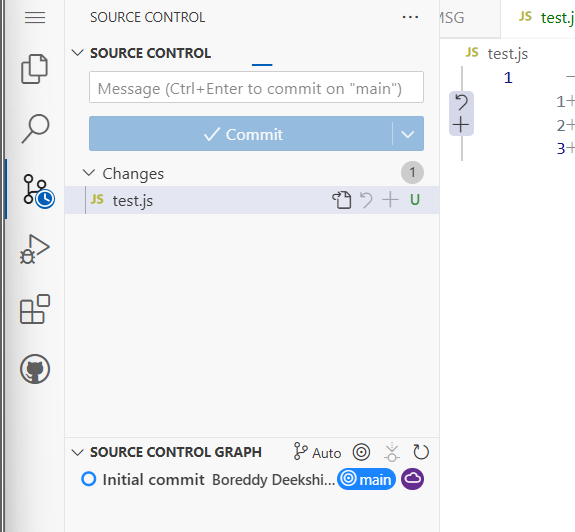 SOURCE CONTROL ···
SOURCE CONTROL
Message (Ctrl+Enter to commit on "main")
Commit
Changes 1
JS test.js U
SOURCE CONTROL GRAPH Auto
Initial commit Boreddy Deekshi... main
MSG JS test.j
JS test.js
1 −
1+
2+
3+